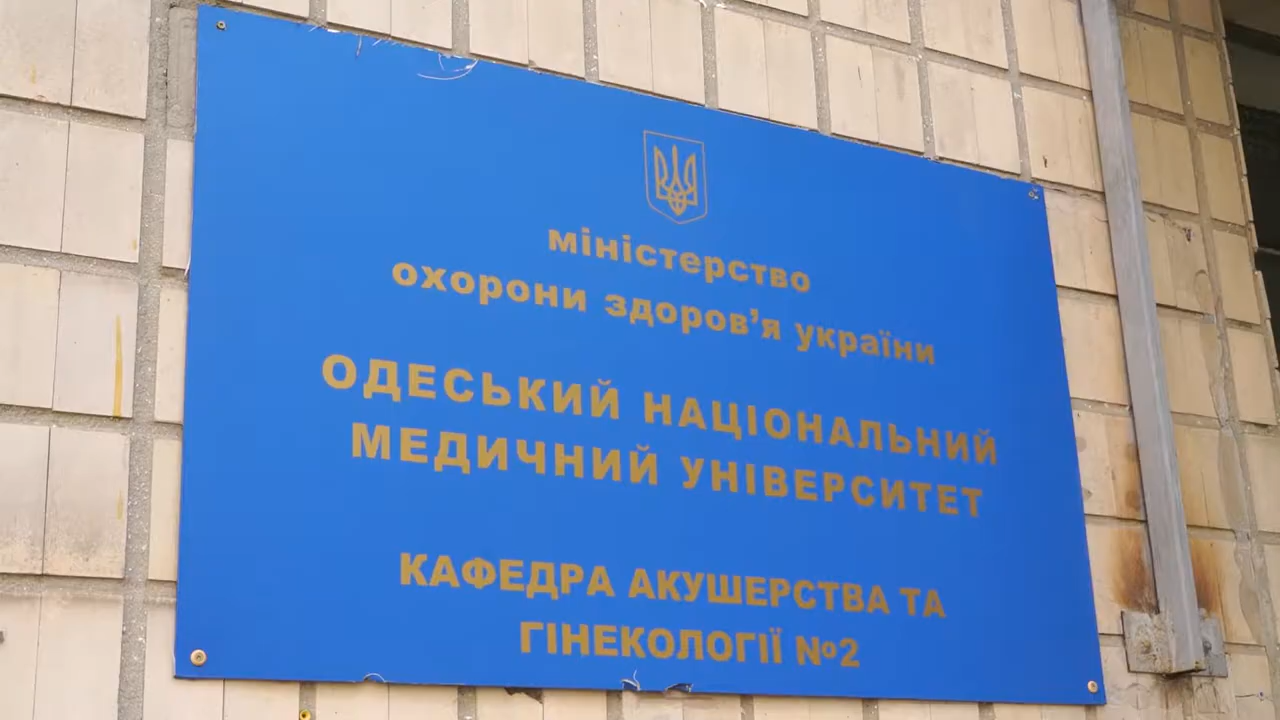 міністерство
охорони здоров’я україни
ОДЕСЬКИЙ НАЦІОНАЛЬНИЙ
МЕДИЧНИЙ УНІВЕРСИТЕТ
КАФЕДРА АКУШЕРСТВА ТА
ГІНЕКОЛОГІЇ №2